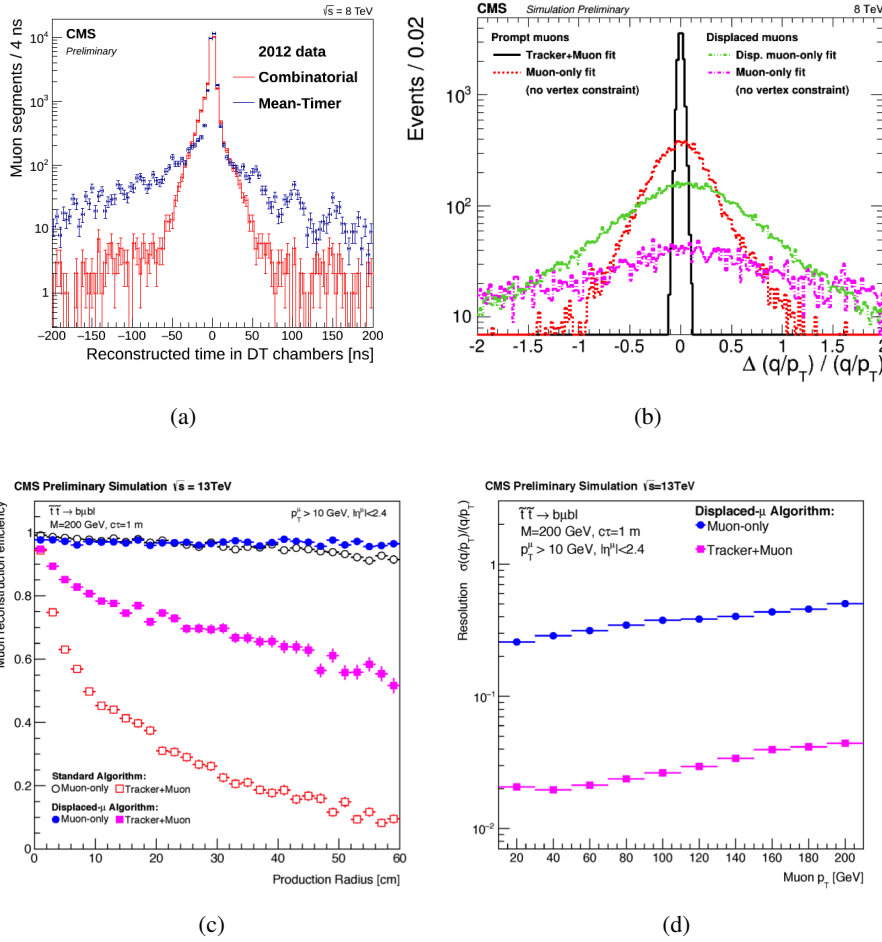 √s = 8 TeV
CMS
Preliminary
2012 data
Combinatorial
Mean-Timer
Muon segments / 4 ns
10⁴
10³
10²
10
1
−200 −150 -100 -50 0 50 100 150 200
Reconstructed time in DT chambers [ns]
(a)
CMS Simulation Preliminary 8 TeV
Prompt muons
Tracker+Muon fit
Muon-only fit
(no vertex constraint)
Displaced muons
Disp. muon-only fit
Muon-only fit
(no vertex constraint)
Events / 0.02
10³
10²
10
-2 -1.5 -1 -0.5 0 0.5 1 1.5 2
Δ (q/p_T) / (q/p_T)
(b)
CMS Preliminary Simulation √s = 13TeV
t̃ t̃ → bμbl
M=200 GeV, cτ=1 m
p_T^μ > 10 GeV, |η^μ|<2.4
Muon reconstruction efficiency
1
0.8
0.6
0.4
0.2
0
Standard Algorithm:
Muon-only Tracker+Muon
Displaced-μ Algorithm:
Muon-only Tracker+Muon
0 10 20 30 40 50 60
Production Radius [cm]
(c)
CMS Preliminary Simulation √s=13TeV
t̃ t̃ → bμbl
M=200 GeV, cτ=1 m
p_T^μ > 10 GeV, |η^μ|<2.4
Displaced-μ Algorithm:
Muon-only
Tracker+Muon
Resolution σ(q/p_T)/(q/p_T)
1
10⁻¹
10⁻²
20 40 60 80 100 120 140 160 180 200
Muon p_T [GeV]
(d)